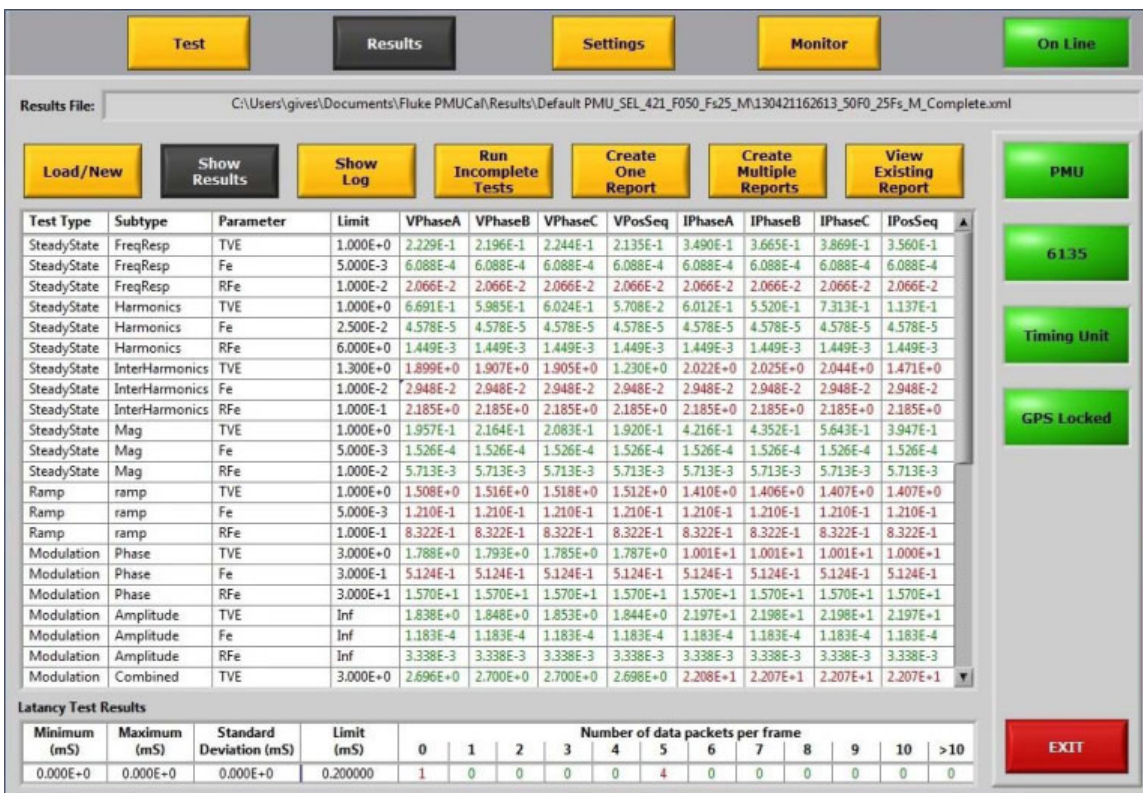 Test Results Settings Monitor On Line
Results File: C:\Users\gives\Documents\Fluke PMUCal\Results\Default PMU_SEL_421_F050_Fs25_M\130421162613_50F0_25Fs_M_Complete.xml
Load/New Show Results Show Log Run Incomplete Tests Create One Report Create Multiple Reports View Existing Report PMU
Test Type Subtype Parameter Limit VPhaseA VPhaseB VPhaseC VPosSeq IPhaseA IPhaseB IPhaseC IPosSeq
SteadyState FreqResp TVE 1.000E+0 2.229E-1 2.196E-1 2.244E-1 2.135E-1 3.490E-1 3.665E-1 3.869E-1 3.560E-1
SteadyState FreqResp Fe 5.000E-3 6.088E-4 6.088E-4 6.088E-4 6.088E-4 6.088E-4 6.088E-4 6.088E-4 6.088E-4
6135
SteadyState FreqResp RFe 1.000E-2 2.066E-2 2.066E-2 2.066E-2 2.066E-2 2.066E-2 2.066E-2 2.066E-2 2.066E-2
SteadyState Harmonics TVE 1.000E+0 6.691E-1 5.985E-1 6.024E-1 5.708E-2 6.012E-1 5.520E-1 7.313E-1 1.137E-1
SteadyState Harmonics Fe 2.500E-2 4.578E-5 4.578E-5 4.578E-5 4.578E-5 4.578E-5 4.578E-5 4.578E-5 4.578E-5
SteadyState Harmonics RFe 6.000E+0 1.449E-3 1.449E-3 1.449E-3 1.449E-3 1.449E-3 1.449E-3 1.449E-3 1.449E-3
Timing Unit
SteadyState InterHarmonics TVE 1.300E+0 1.899E+0 1.907E+0 1.905E+0 1.230E+0 2.022E+0 2.025E+0 2.044E+0 1.471E+0
SteadyState InterHarmonics Fe 1.000E-2 2.948E-2 2.948E-2 2.948E-2 2.948E-2 2.948E-2 2.948E-2 2.948E-2 2.948E-2
SteadyState InterHarmonics RFe 1.000E-1 2.185E+0 2.185E+0 2.185E+0 2.185E+0 2.185E+0 2.185E+0 2.185E+0 2.185E+0
GPS Locked
SteadyState Mag TVE 1.000E+0 1.957E-1 2.164E-1 2.083E-1 1.920E-1 4.216E-1 4.352E-1 5.643E-1 3.947E-1
SteadyState Mag Fe 5.000E-3 1.526E-4 1.526E-4 1.526E-4 1.526E-4 1.526E-4 1.526E-4 1.526E-4 1.526E-4
SteadyState Mag RFe 1.000E-2 5.713E-3 5.713E-3 5.713E-3 5.713E-3 5.713E-3 5.713E-3 5.713E-3 5.713E-3
Ramp ramp TVE 1.000E+0 1.508E+0 1.516E+0 1.518E+0 1.512E+0 1.410E+0 1.406E+0 1.407E+0 1.407E+0
Ramp ramp Fe 5.000E-3 1.210E-1 1.210E-1 1.210E-1 1.210E-1 1.210E-1 1.210E-1 1.210E-1 1.210E-1
Ramp ramp RFe 1.000E-1 8.322E-1 8.322E-1 8.322E-1 8.322E-1 8.322E-1 8.322E-1 8.322E-1 8.322E-1
Modulation Phase TVE 3.000E+0 1.788E+0 1.793E+0 1.785E+0 1.787E+0 1.001E+1 1.001E+1 1.001E+1 1.000E+1
Modulation Phase Fe 3.000E-1 5.124E-1 5.124E-1 5.124E-1 5.124E-1 5.124E-1 5.124E-1 5.124E-1 5.124E-1
Modulation Phase RFe 3.000E+1 1.570E+1 1.570E+1 1.570E+1 1.570E+1 1.570E+1 1.570E+1 1.570E+1 1.570E+1
Modulation Amplitude TVE Inf 1.838E+0 1.848E+0 1.853E+0 1.844E+0 2.197E+1 2.198E+1 2.198E+1 2.197E+1
Modulation Amplitude Fe Inf 1.183E-4 1.183E-4 1.183E-4 1.183E-4 1.183E-4 1.183E-4 1.183E-4 1.183E-4
Modulation Amplitude RFe Inf 3.338E-3 3.338E-3 3.338E-3 3.338E-3 3.338E-3 3.338E-3 3.338E-3 3.338E-3
Modulation Combined TVE 3.000E+0 2.696E+0 2.700E+0 2.700E+0 2.698E+0 2.208E+1 2.207E+1 2.207E+1 2.207E+1
Latancy Test Results
Minimum (mS) Maximum (mS) Standard Deviation (mS) Limit (mS) Number of data packets per frame
0 1 2 3 4 5 6 7 8 9 10 >10
0.000E+0 0.000E+0 0.000E+0 0.200000 1 0 0 0 0 4 0 0 0 0 0 0
EXIT